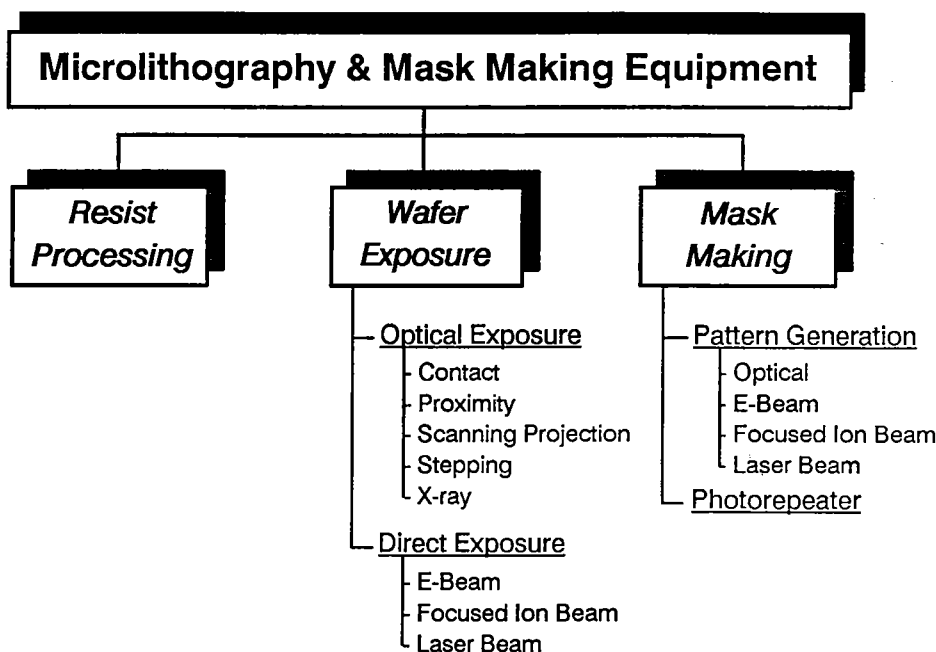 Microlithography & Mask Making Equipment
Resist
Processing
Wafer
Exposure
Optical Exposure
Contact
Proximity
Scanning Projection
Stepping
X-ray
Direct Exposure
E-Beam
Focused Ion Beam
Laser Beam
Mask
Making
Pattern Generation
Optical
E-Beam
Focused Ion Beam
Laser Beam
Photorepeater